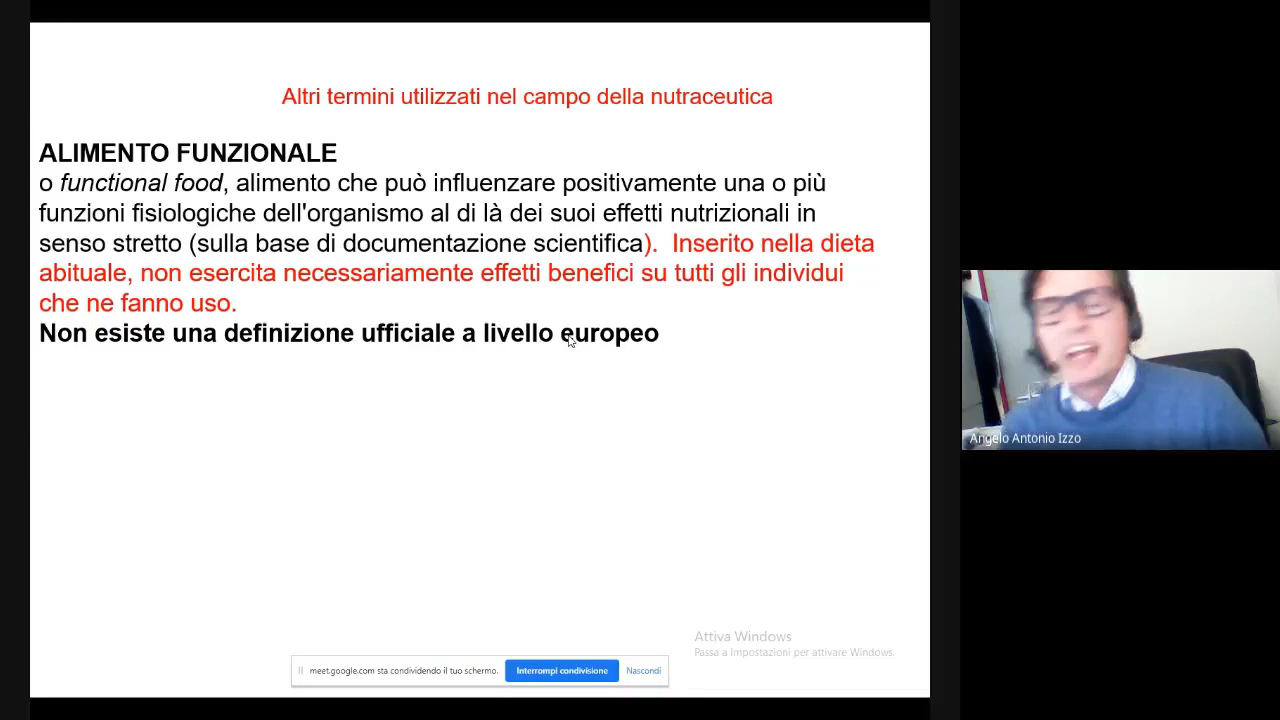 Altri termini utilizzati nel campo della nutraceutica
ALIMENTO FUNZIONALE
o functional food, alimento che può influenzare positivamente una o più
funzioni fisiologiche dell'organismo al di là dei suoi effetti nutrizionali in
senso stretto (sulla base di documentazione scientifica). Inserito nella dieta
abituale, non esercita necessariamente effetti benefici su tutti gli individui
che ne fanno uso.
Non esiste una definizione ufficiale a livello europeo
Angelo Antonio Izzo
Attiva Windows
Passa a Impostazioni per attivare Windows.
meet.google.com sta condividendo il tuo schermo. Interrompi condivisione Nascondi